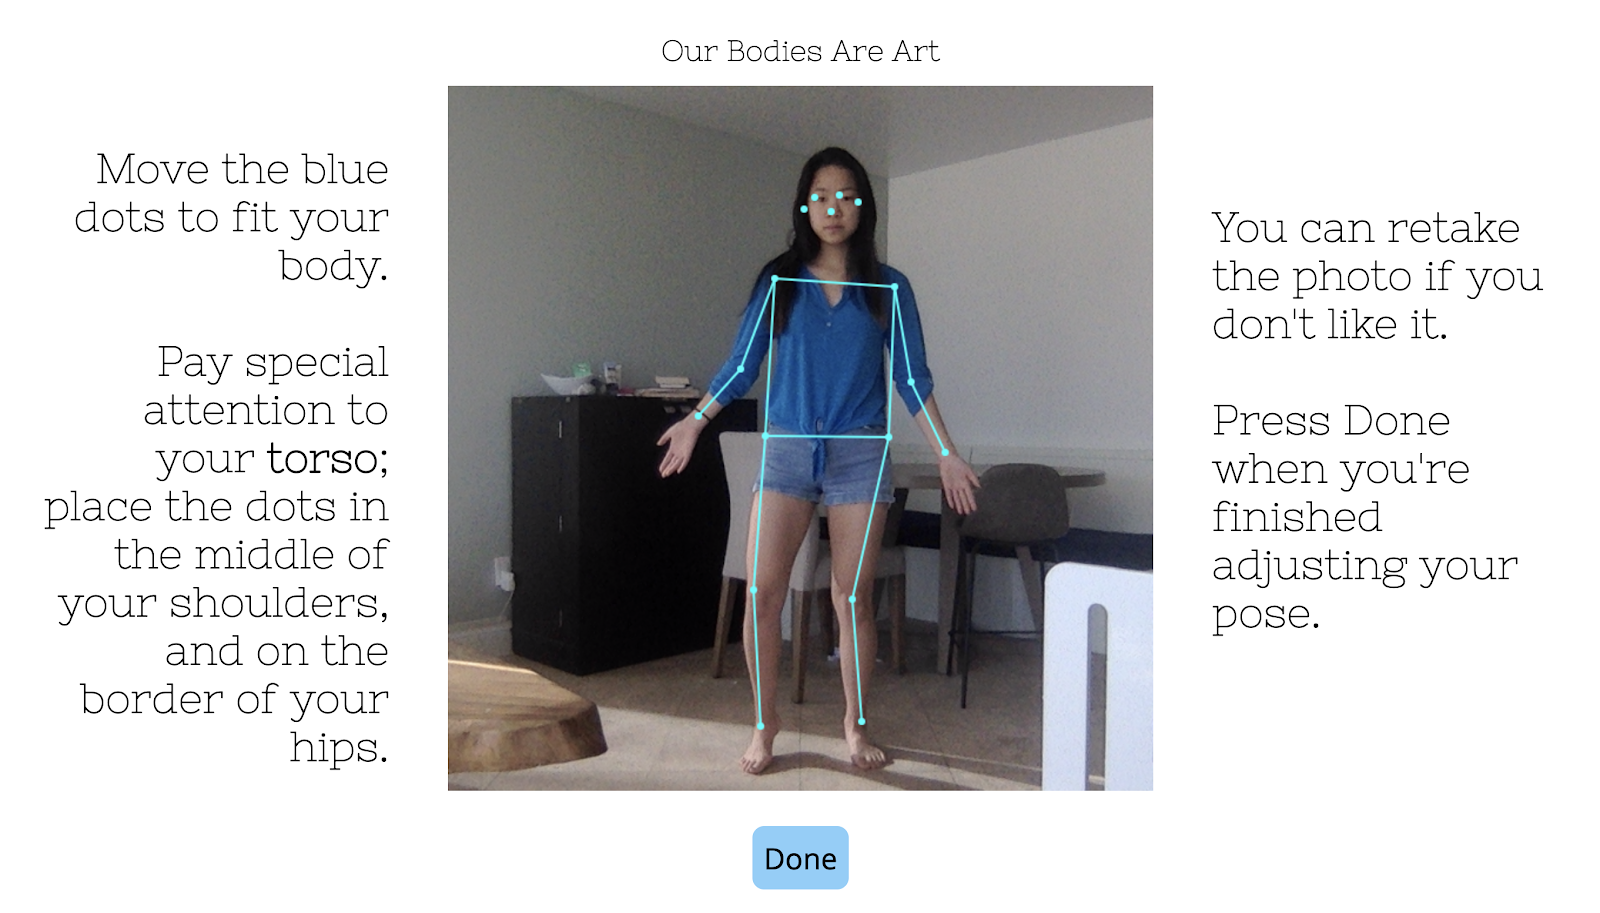 Our Bodies Are Art
Move the blue
dots to fit your
body.
Pay special
attention to
your torso;
place the dots in
the middle of
your shoulders,
and on the
border of your
hips.
You can retake
the photo if you
don't like it.
Press Done
when you're
finished
adjusting your
pose.
Done